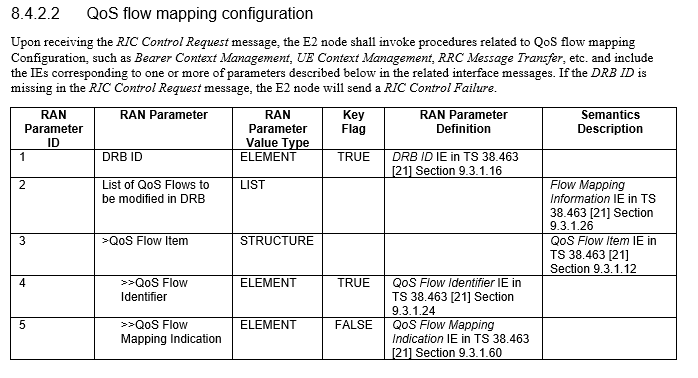 8.4.2.2 QoS flow mapping configuration
Upon receiving the RIC Control Request message, the E2 node shall invoke procedures related to QoS flow mapping
Configuration, such as Bearer Context Management, UE Context Management, RRC Message Transfer, etc. and include
the IEs corresponding to one or more of parameters described below in the related interface messages. If the DRB ID is
missing in the RIC Control Request message, the E2 node will send a RIC Control Failure.
RAN
Parameter
ID
RAN Parameter
RAN
Parameter
Value Type
Key
Flag
RAN Parameter
Definition
Semantics
Description
1
DRB ID
ELEMENT
TRUE
DRB ID IE in TS 38.463
[21] Section 9.3.1.16
2
List of QoS Flows to
be modified in DRB
LIST
Flow Mapping
Information IE in TS
38.463 [21] Section
9.3.1.26
3
>QoS Flow Item
STRUCTURE
QoS Flow Item IE in
TS 38.463 [21]
Section 9.3.1.12
4
>>QoS Flow
Identifier
ELEMENT
TRUE
QoS Flow Identifier IE in
TS 38.463 [21] Section
9.3.1.24
5
>>QoS Flow
Mapping Indication
ELEMENT
FALSE
QoS Flow Mapping
Indication IE in TS 38.463
[21] Section 9.3.1.60